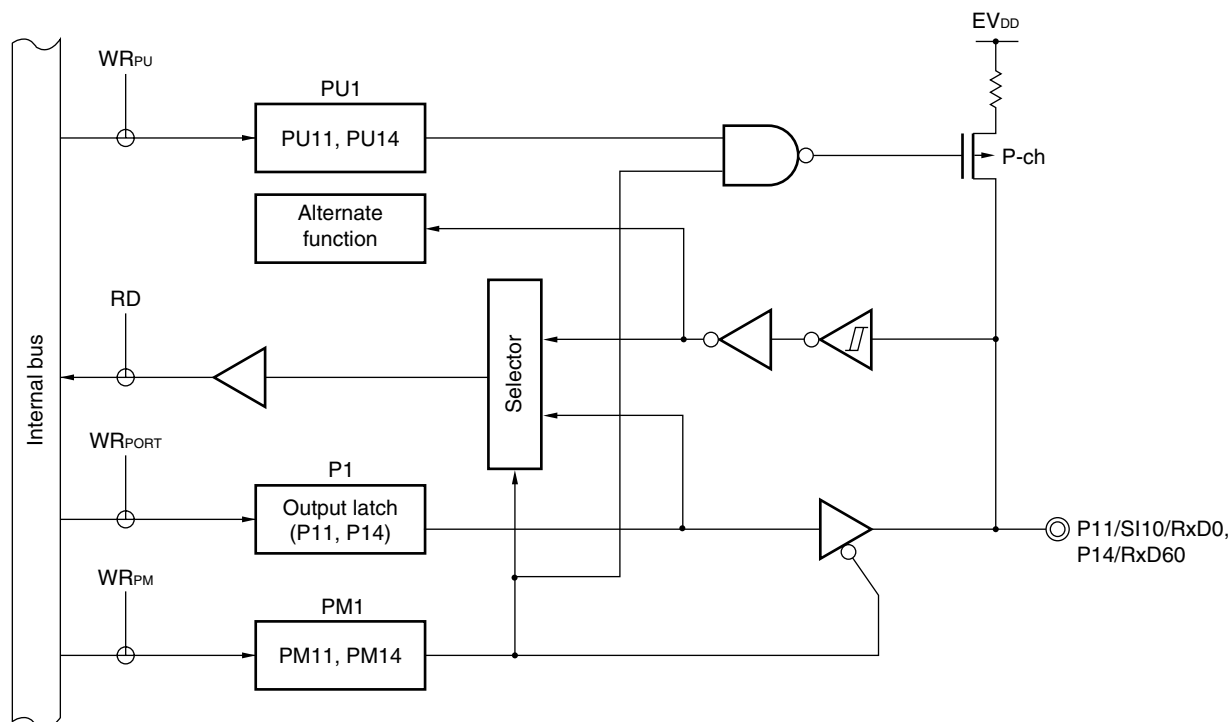 EVDD
WRPU
PU1
PU11, PU14
P-ch
Alternate
function
RD
Selector
Internal bus
WRPORT
P1
Output latch
(P11, P14)
P11/SI10/RxD0,
P14/RxD60
WRPM
PM1
PM11, PM14